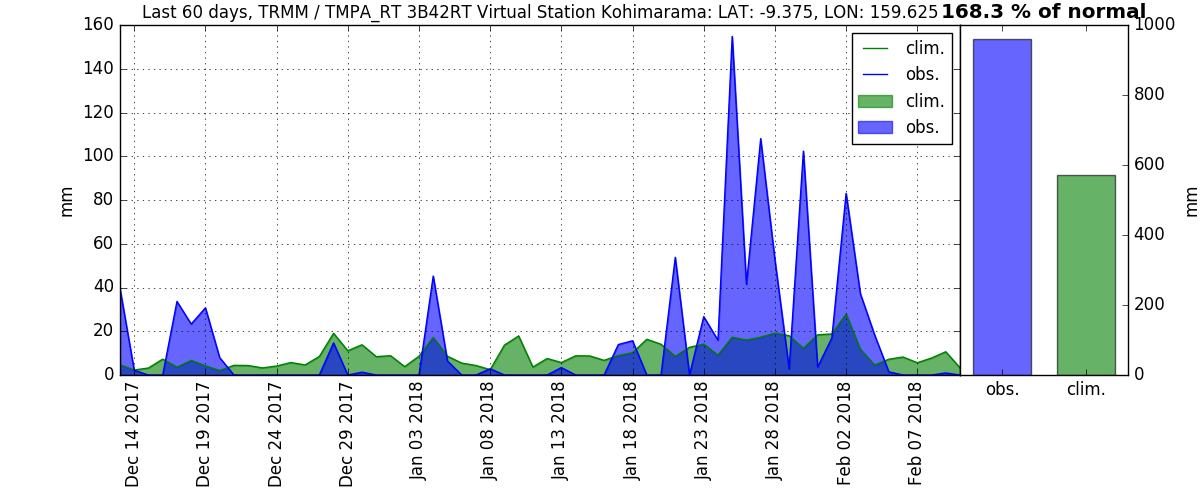 Last 60 days, TRMM / TMPA_RT 3B42RT Virtual Station Kohimarama: LAT: -9.375, LON: 159.625
168.3 % of normal
160
140
120
100
80
60
40
20
0
mm
clim.
obs.
clim.
obs.
Dec 14 2017
Dec 19 2017
Dec 24 2017
Dec 29 2017
Jan 03 2018
Jan 08 2018
Jan 13 2018
Jan 18 2018
Jan 23 2018
Jan 28 2018
Feb 02 2018
Feb 07 2018
1000
800
600
400
200
0
mm
obs.
clim.